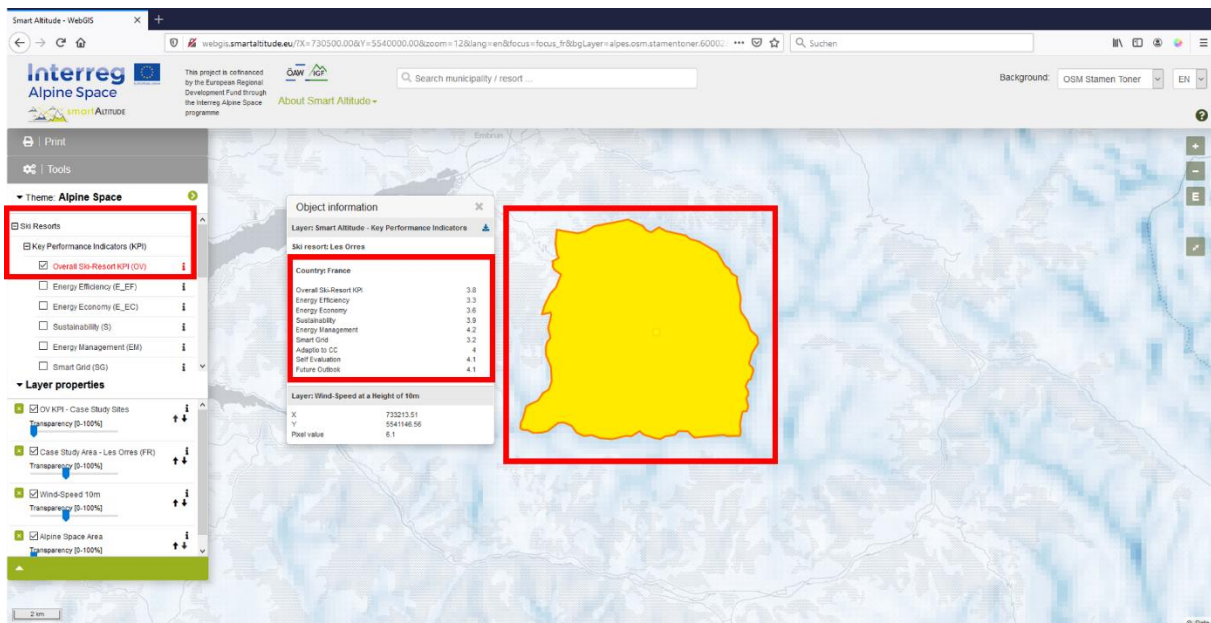 Smart Altitude - WebGIS
webgis.smartaltitude.eu/?X=730500.00&Y=5540000.00&zoom=12&lang=en&focus=focus_fr&bgLayer=alpes.osm.stamentoner.60002
Suchen
Interreg
Alpine Space
smartALTITUDE
This project is cofinanced
by the European Regional
Development Fund through
the Interreg Alpine Space
programme
ÖAW IGF
About Smart Altitude
Search municipality / resort ...
Background: OSM Stamen Toner EN
Print
Tools
Theme: Alpine Space
Ski Resorts
Key Performance Indicators (KPI)
Overall Ski-Resort KPI (OV)
Energy Efficiency (E_EF)
Energy Economy (E_EC)
Sustainability (S)
Energy Management (EM)
Smart Grid (SG)
Layer properties
OV KPI - Case Study Sites
Transparency [0-100%]
Case Study Area - Les Orres (FR)
Transparency [0-100%]
Wind-Speed 10m
Transparency [0-100%]
Alpine Space Area
Transparency [0-100%]
2 km
Embrun
Object information
Layer: Smart Altitude - Key Performance Indicators
Ski resort: Les Orres
Country: France
Overall Ski-Resort KPI 3.8
Energy Efficiency 3.3
Energy Economy 3.6
Sustainability 3.9
Energy Management 4.2
Smart Grid 3.2
Adaptio to CC 4
Self Evaluation 4.1
Future Outlook 4.1
Layer: Wind-Speed at a Height of 10m
X 733213.51
Y 5541146.56
Pixel value 6.1
E